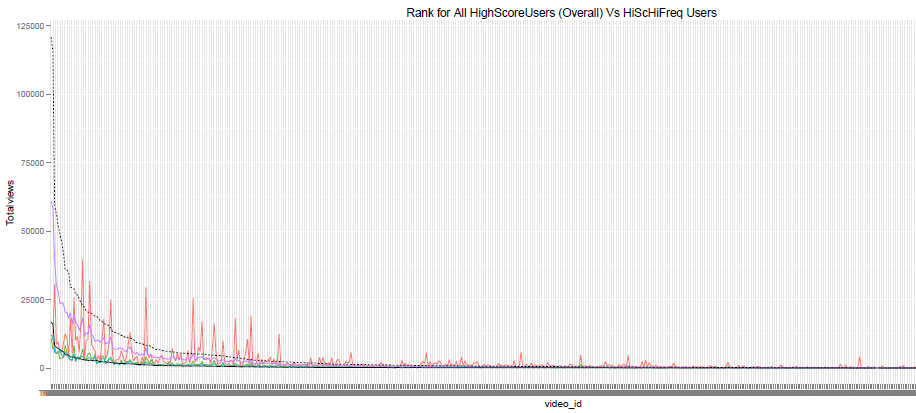 Rank for All HighScoreUsers (Overall) Vs HiScHiFreq Users
125000
100000
75000
50000
25000
0
Totalviews
video_id